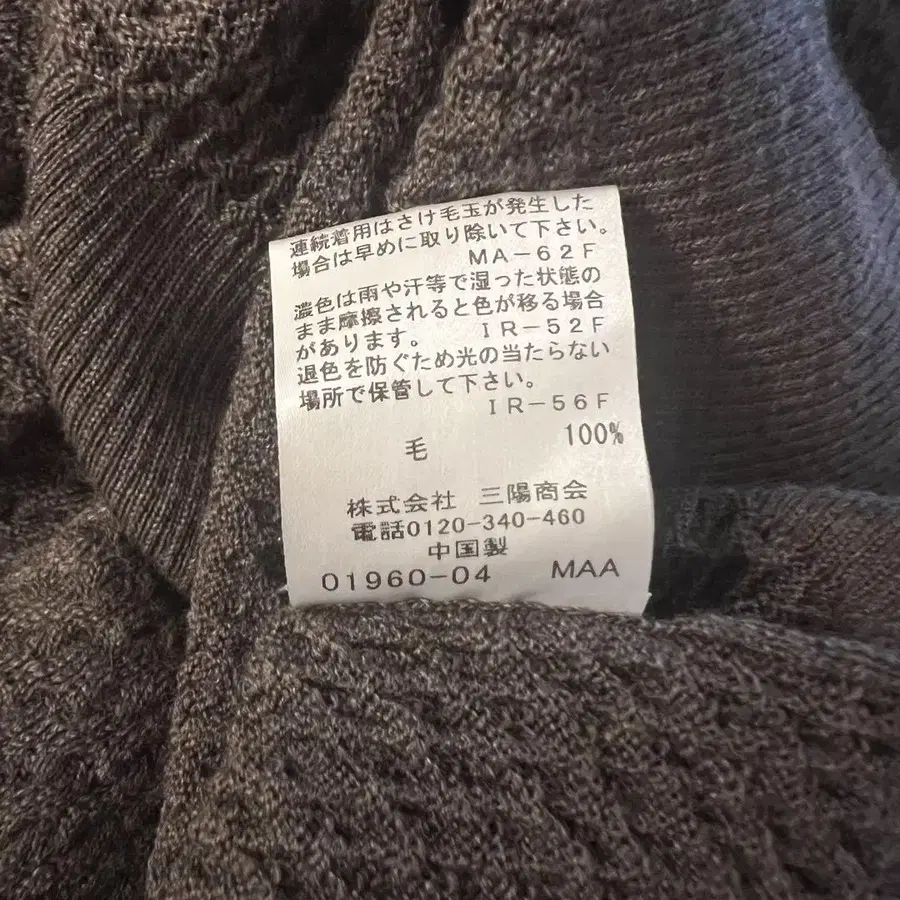 連続着用はさけ毛玉が発生した
場合は早めに取り除いて下さい。
MA-62F
濃色は雨や汗等で湿った状態の
まま摩擦されると色が移る場合
があります。 IR-52F
退色を防ぐため光の当たらない
場所で保管して下さい。
IR-56F
毛 100%
株式会社 三陽商会
電話0120-340-460
中国製
01960-04 MAA